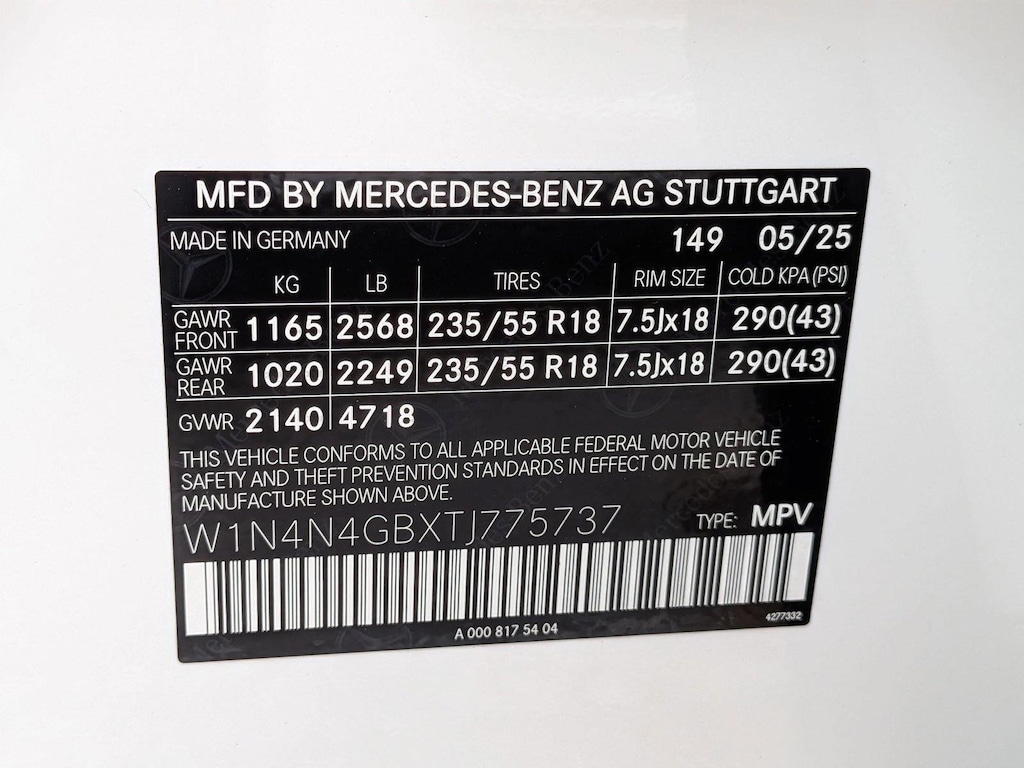 MFD BY MERCEDES-BENZ AG STUTTGART
MADE IN GERMANY 149 05/25
KG LB TIRES RIM SIZE COLD KPA (PSI)
GAWR FRONT 1165 2568 235/55 R18 7.5Jx18 290(43)
GAWR REAR 1020 2249 235/55 R18 7.5Jx18 290(43)
GVWR 2140 4718
THIS VEHICLE CONFORMS TO ALL APPLICABLE FEDERAL MOTOR VEHICLE
SAFETY AND THEFT PREVENTION STANDARDS IN EFFECT ON THE DATE OF
MANUFACTURE SHOWN ABOVE.
W1N4N4GBXTJ775737 TYPE: MPV
A 000 817 54 04 4277332